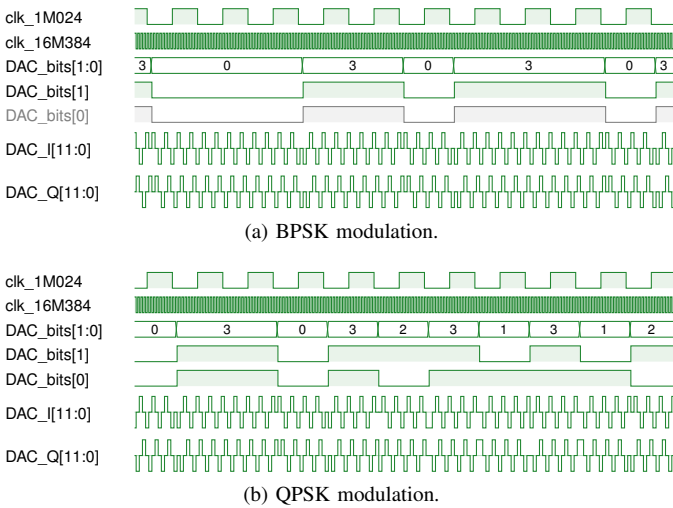 clk_1M024
clk_16M384
DAC_bits[1:0] 3 0 3 0 3 0 3
DAC_bits[1]
DAC_bits[0]
DAC_I[11:0]
DAC_Q[11:0]
(a) BPSK modulation.
clk_1M024
clk_16M384
DAC_bits[1:0] 0 3 0 3 2 3 1 3 1 2
DAC_bits[1]
DAC_bits[0]
DAC_I[11:0]
DAC_Q[11:0]
(b) QPSK modulation.